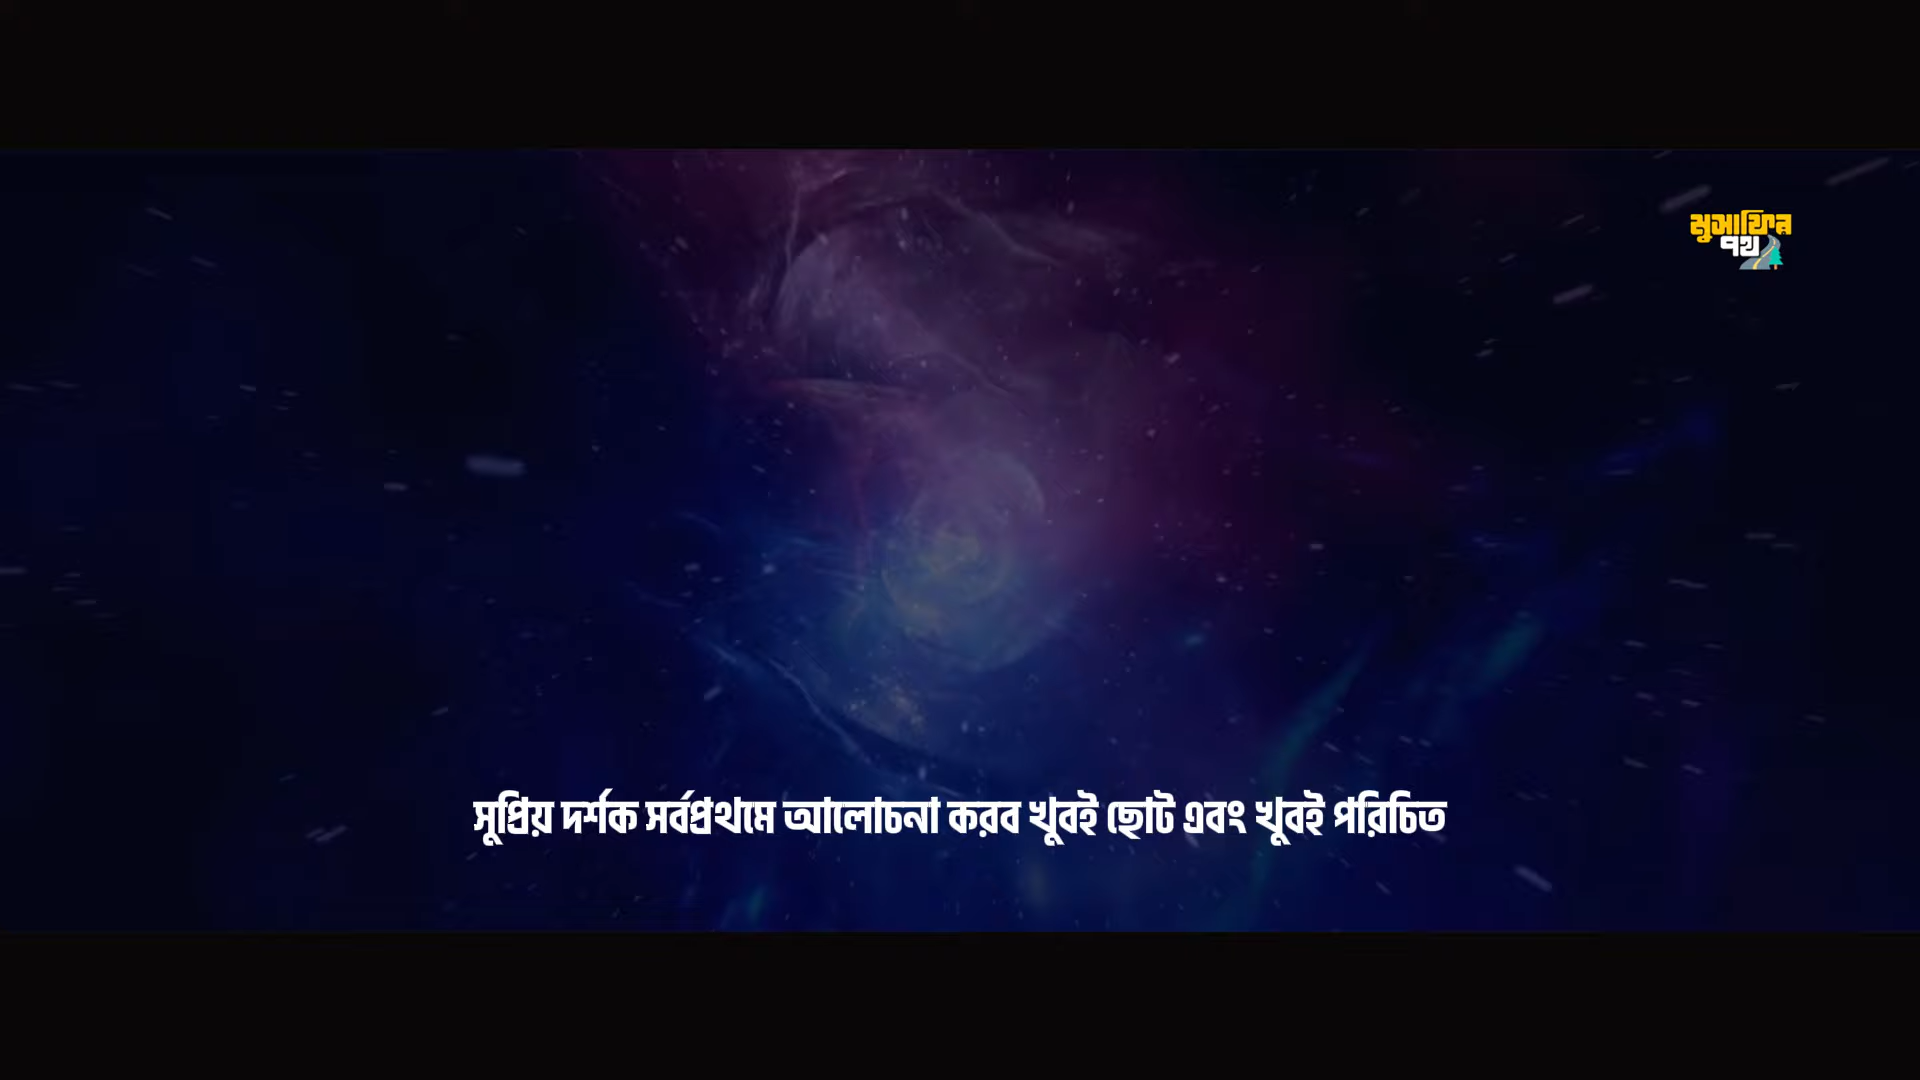 মুসাফির
পথ
সুপ্রিয় দর্শক সর্বপ্রথমে আলোচনা করব খুবই ছোট এবং খুবই পরিচিত